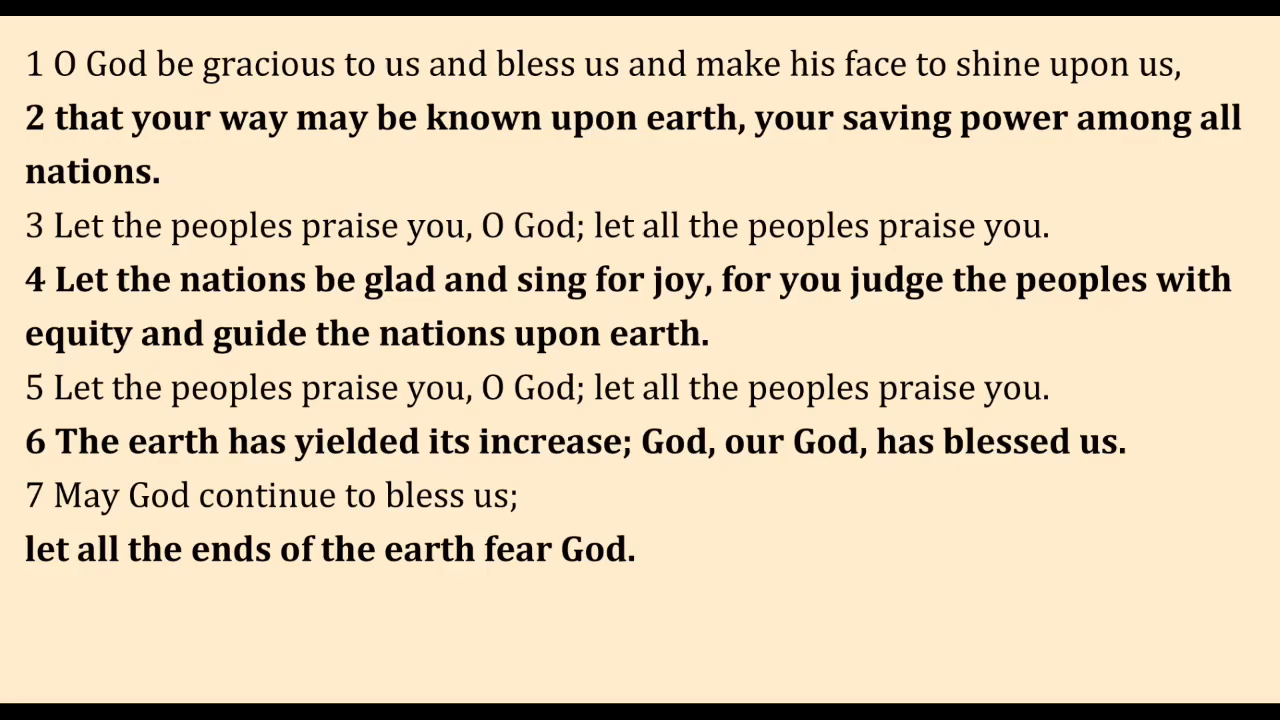 1 O God be gracious to us and bless us and make his face to shine upon us,
2 that your way may be known upon earth, your saving power among all
nations.
3 Let the peoples praise you, O God; let all the peoples praise you.
4 Let the nations be glad and sing for joy, for you judge the peoples with
equity and guide the nations upon earth.
5 Let the peoples praise you, O God; let all the peoples praise you.
6 The earth has yielded its increase; God, our God, has blessed us.
7 May God continue to bless us;
let all the ends of the earth fear God.